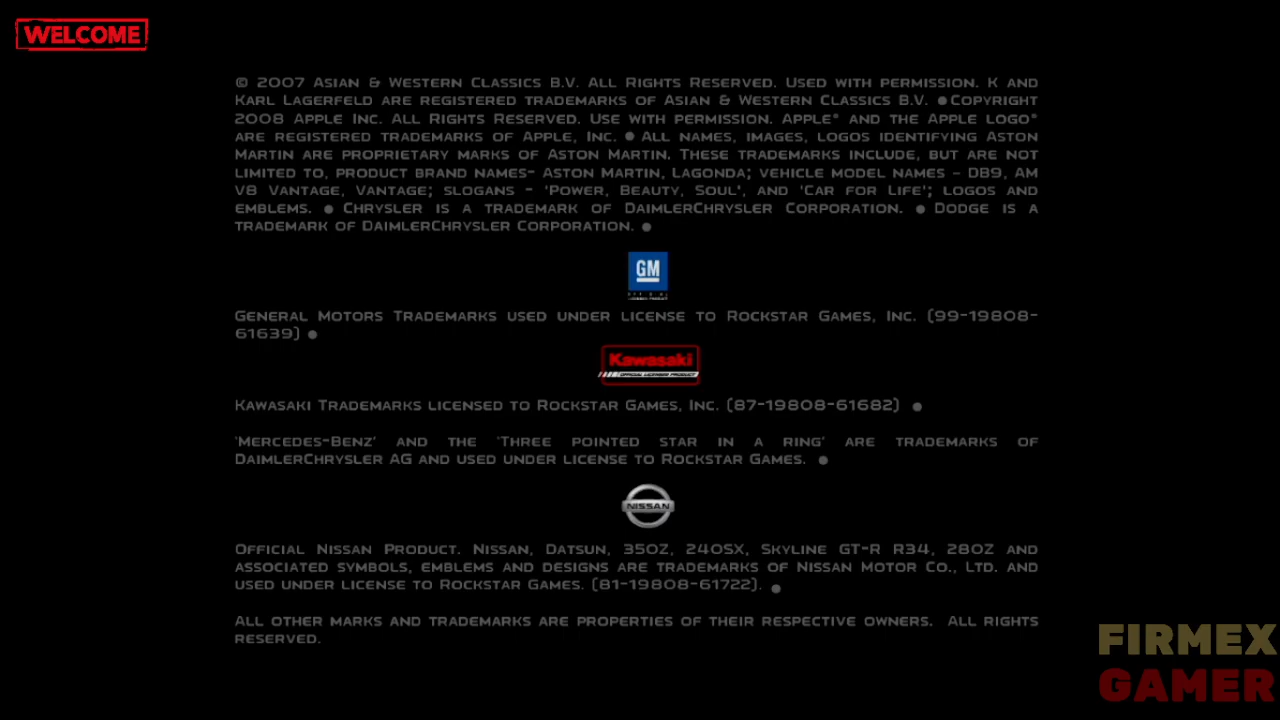 WELCOME
© 2007 Asian & Western Classics B.V. All Rights Reserved. Used with permission. K and
Karl Lagerfeld are registered trademarks of Asian & Western Classics B.V. ●Copyright
2008 Apple Inc. All Rights Reserved. Use with permission. Apple® and the Apple logo®
are registered trademarks of Apple, Inc. ● All names, images, logos identifying Aston
Martin are proprietary marks of Aston Martin. These trademarks include, but are not
limited to, product brand names- Aston Martin, Lagonda; vehicle model names – DB9, AM
V8 Vantage, Vantage; slogans - 'Power, Beauty, Soul', and 'Car for Life'; logos and
emblems. ● Chrysler is a trademark of DaimlerChrysler Corporation. ● Dodge is a
trademark of DaimlerChrysler Corporation. ●
GM
General Motors Trademarks used under license to Rockstar Games, Inc. (99-19808-
61639) ●
Kawasaki
OFFICIAL LICENSED PRODUCT
Kawasaki Trademarks licensed to Rockstar Games, Inc. (87-19808-61682) ●
'Mercedes-Benz' and the 'Three pointed star in a ring' are trademarks of
DaimlerChrysler AG and used under license to Rockstar Games. ●
NISSAN
Official Nissan Product. Nissan, Datsun, 350Z, 240SX, Skyline GT-R R34, 280Z and
associated symbols, emblems and designs are trademarks of Nissan Motor Co., Ltd. and
used under license to Rockstar Games. (81-19808-61722). ●
All other marks and trademarks are properties of their respective owners. All rights
reserved.
FIRMEX
GAMER